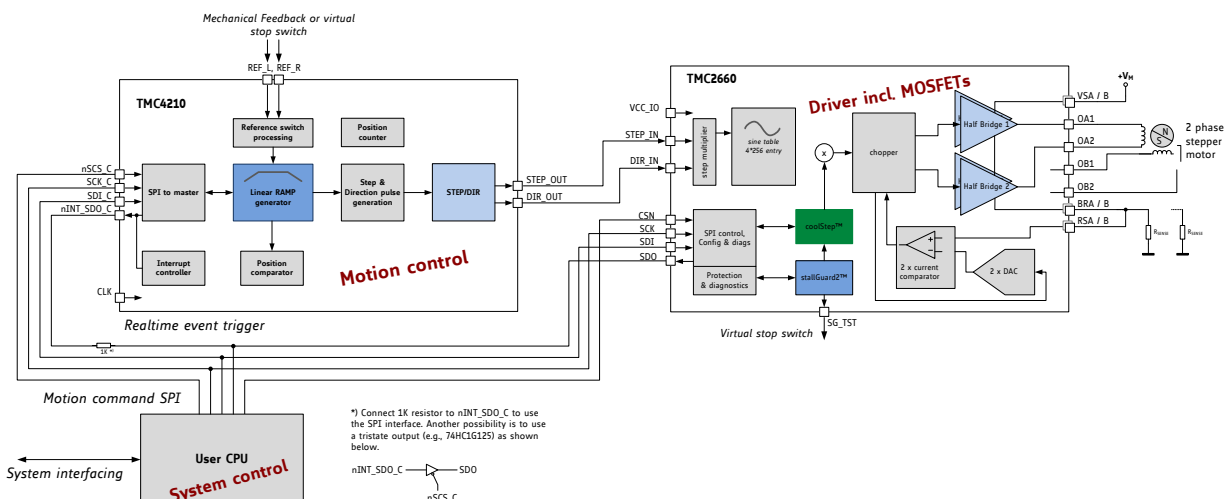 Mechanical Feedback or virtual
stop switch
REF_L, REF_R
TMC4210
Reference switch
processing
Position
counter
nSCS_C
SCK_C
SDI_C
nINT_SDO_C
SPI to master
Linear RAMP
generator
Step &
Direction pulse
generation
STEP/DIR
STEP_OUT
DIR_OUT
Interrupt
controller
Position
comparator
Motion control
CLK
Realtime event trigger
1K *)
Motion command SPI
User CPU
System control
System interfacing
*) Connect 1K resistor to nINT_SDO_C to use
the SPI interface. Another possibility is to use
a tristate output (e.g., 74HC1G125) as shown
below.
nINT_SDO_C
SDO
nSCS_C
TMC2660
Driver incl. MOSFETs
VCC_IO
STEP_IN
DIR_IN
step multiplier
sine table
4*256 entry
x
chopper
Half Bridge 1
Half Bridge 2
+VM
VSA / B
OA1
OA2
OB1
OB2
BRA / B
RSA / B
N
S
2 phase
stepper
motor
RSENSE
RSENSE
CSN
SCK
SDI
SDO
SPI control,
Config & diags
Protection
& diagnostics
coolStep™
stallGuard2™
+
−
2 x current
comparator
2 x DAC
SG_TST
Virtual stop switch